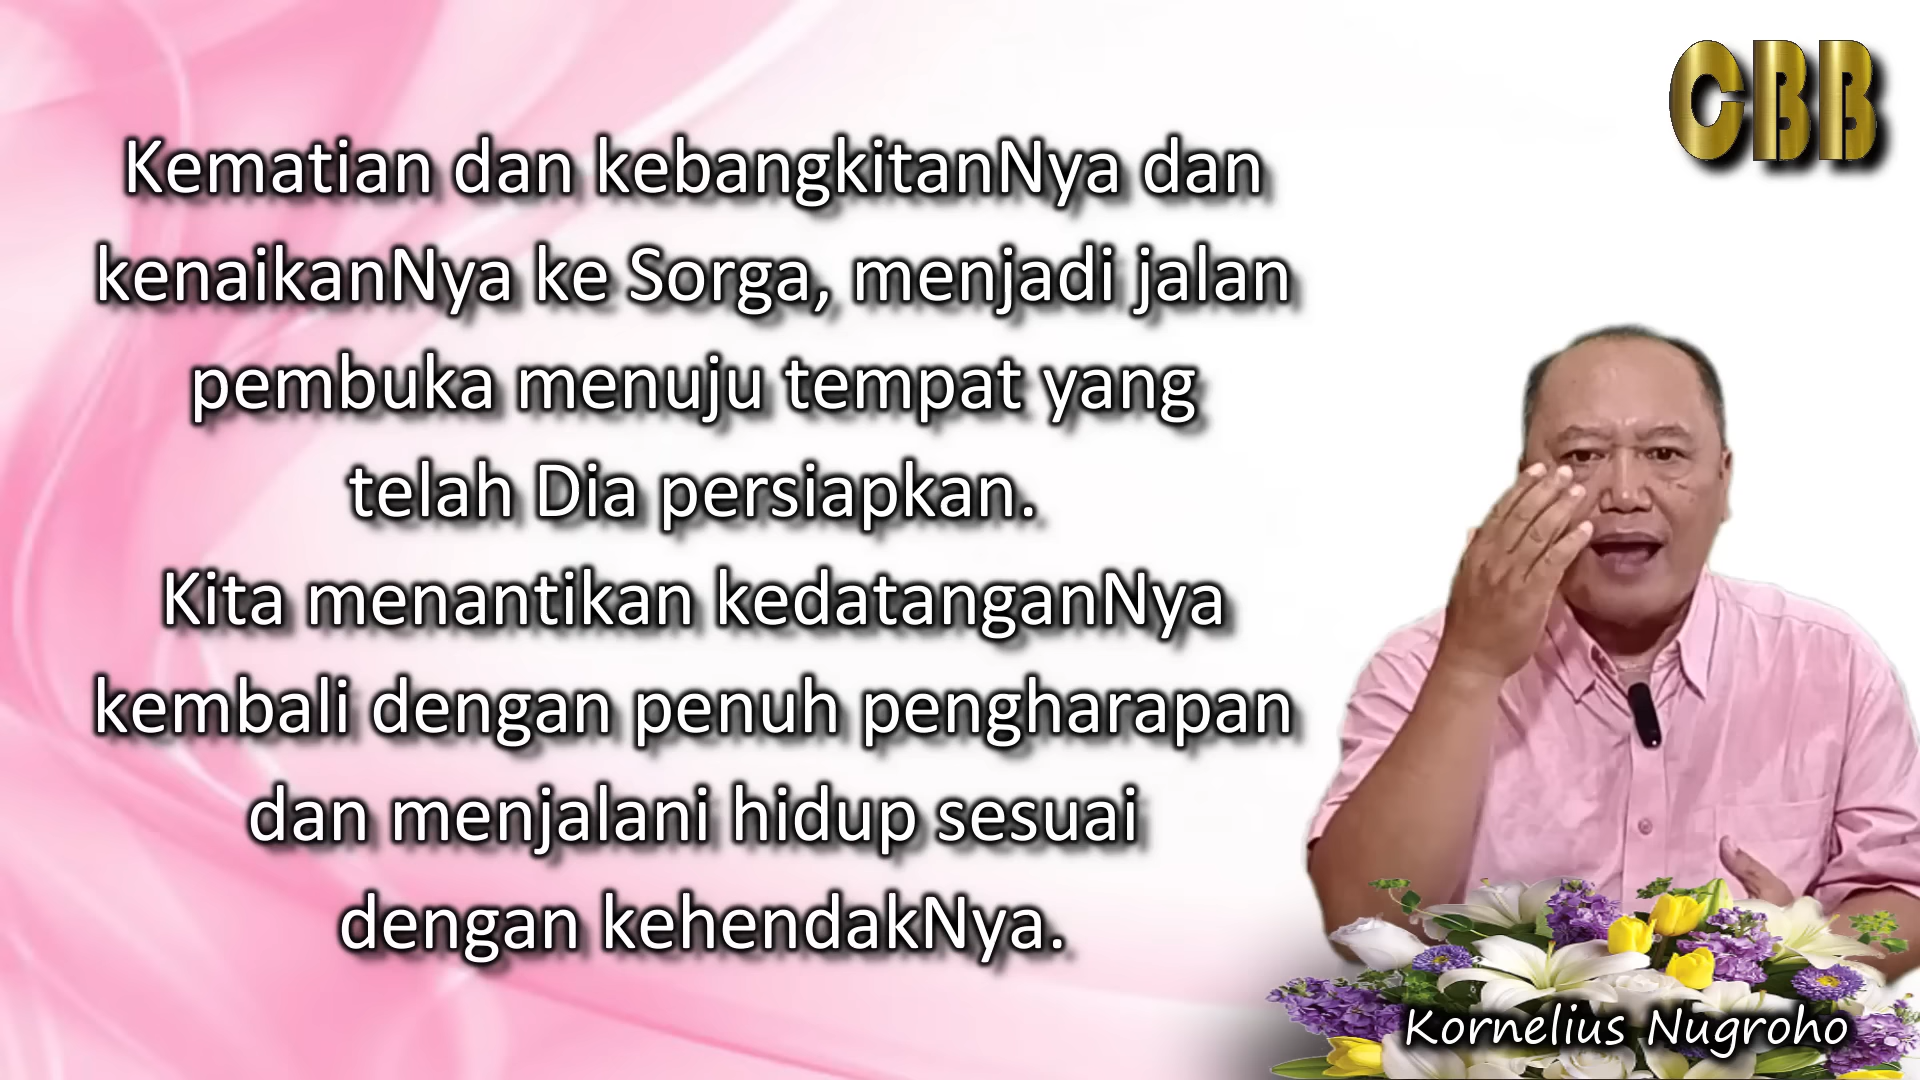 CBB
Kematian dan kebangkitanNya dan
kenaikanNya ke Sorga, menjadi jalan
pembuka menuju tempat yang
telah Dia persiapkan.
Kita menantikan kedatanganNya
kembali dengan penuh pengharapan
dan menjalani hidup sesuai
dengan kehendakNya.
Kornelius Nugroho